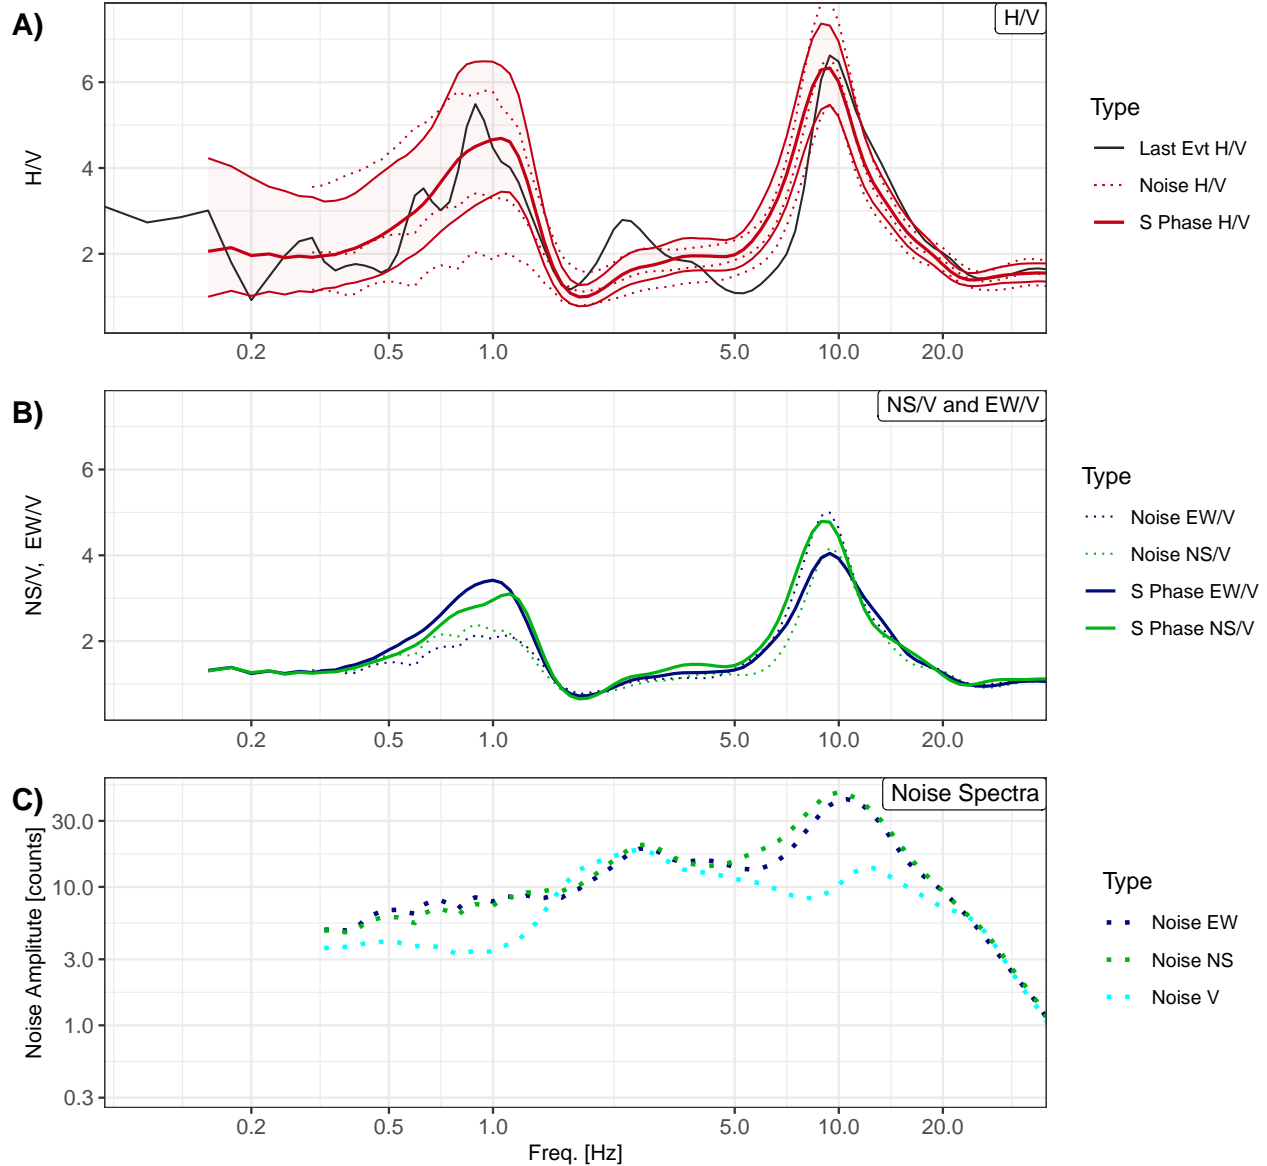 A)
H/V
6
4
2
H/V
0.2 0.5 1.0 5.0 10.0 20.0
Type
Last Evt H/V
Noise H/V
S Phase H/V
B)
NS/V and EW/V
6
4
2
NS/V, EW/V
0.2 0.5 1.0 5.0 10.0 20.0
Type
Noise EW/V
Noise NS/V
S Phase EW/V
S Phase NS/V
C)
Noise Spectra
30.0
10.0
3.0
1.0
0.3
Noise Amplitute [counts]
0.2 0.5 1.0 5.0 10.0 20.0
Freq. [Hz]
Type
Noise EW
Noise NS
Noise V